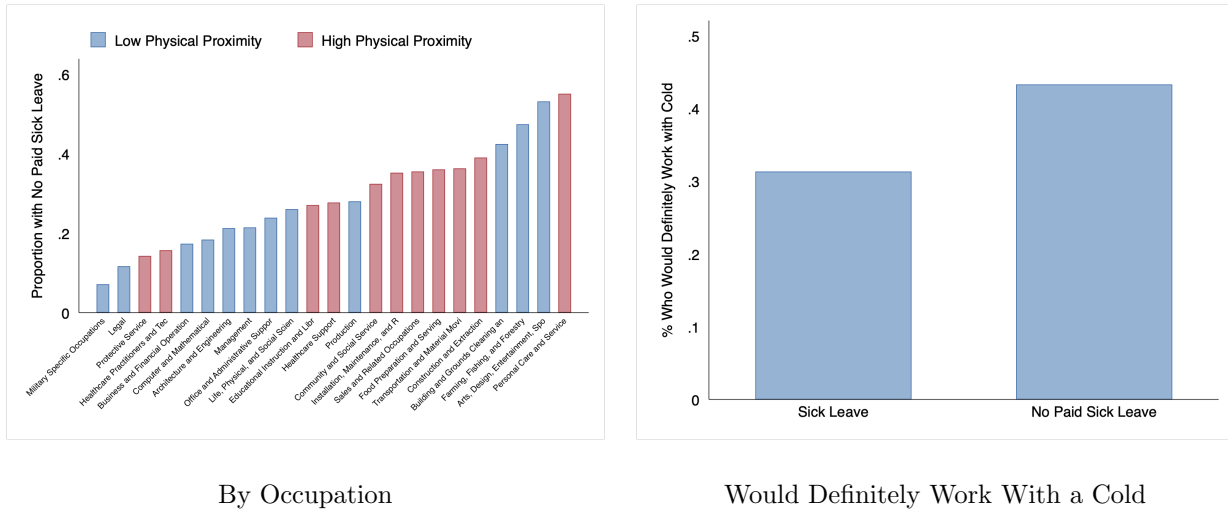 Low Physical Proximity
High Physical Proximity
Proportion with No Paid Sick Leave
.6
.4
.2
0
Military Specific Occupations
Legal
Protective Service
Healthcare Practitioners and Tec
Business and Financial Operation
Computer and Mathematical
Architecture and Engineering
Management
Office and Administrative Suppor
Life, Physical, and Social Scien
Educational Instruction and Libr
Healthcare Support
Production
Community and Social Service
Installation, Maintenance, and R
Sales and Related Occupations
Food Preparation and Serving
Transportation and Material Movi
Construction and Extraction
Building and Grounds Cleaning an
Farming, Fishing, and Forestry
Arts, Design, Entertainment, Spo
Personal Care and Service
By Occupation
% Who Would Definitely Work with Cold
.5
.4
.3
.2
.1
0
Sick Leave
No Paid Sick Leave
Would Definitely Work With a Cold